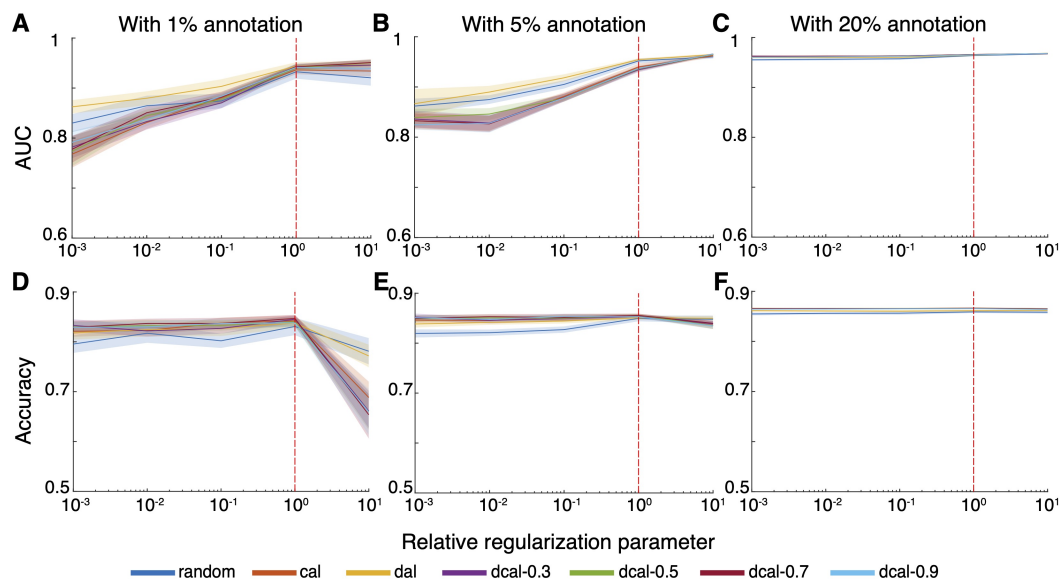 A With 1% annotation B With 5% annotation C With 20% annotation
1 1 1
0.8 0.8 0.8
0.6 0.6 0.6
AUC
10⁻³ 10⁻² 10⁻¹ 10⁰ 10¹ 10⁻³ 10⁻² 10⁻¹ 10⁰ 10¹ 10⁻³ 10⁻² 10⁻¹ 10⁰ 10¹
D E F
0.9 0.9 0.9
0.7 0.7 0.7
0.5 0.5 0.5
Accuracy
10⁻³ 10⁻² 10⁻¹ 10⁰ 10¹ 10⁻³ 10⁻² 10⁻¹ 10⁰ 10¹ 10⁻³ 10⁻² 10⁻¹ 10⁰ 10¹
Relative regularization parameter
random cal dal dcal-0.3 dcal-0.5 dcal-0.7 dcal-0.9